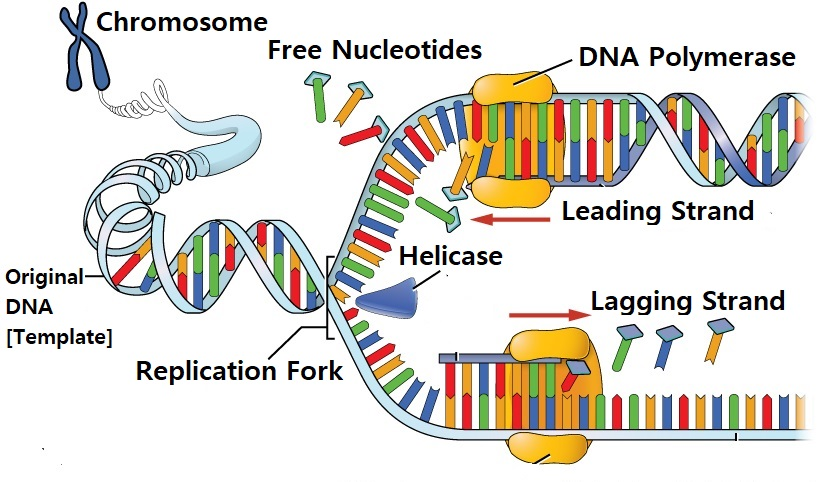 Chromosome
Free Nucleotides
DNA Polymerase
Leading Strand
Helicase
Original
DNA
[Template]
Lagging Strand
Replication Fork